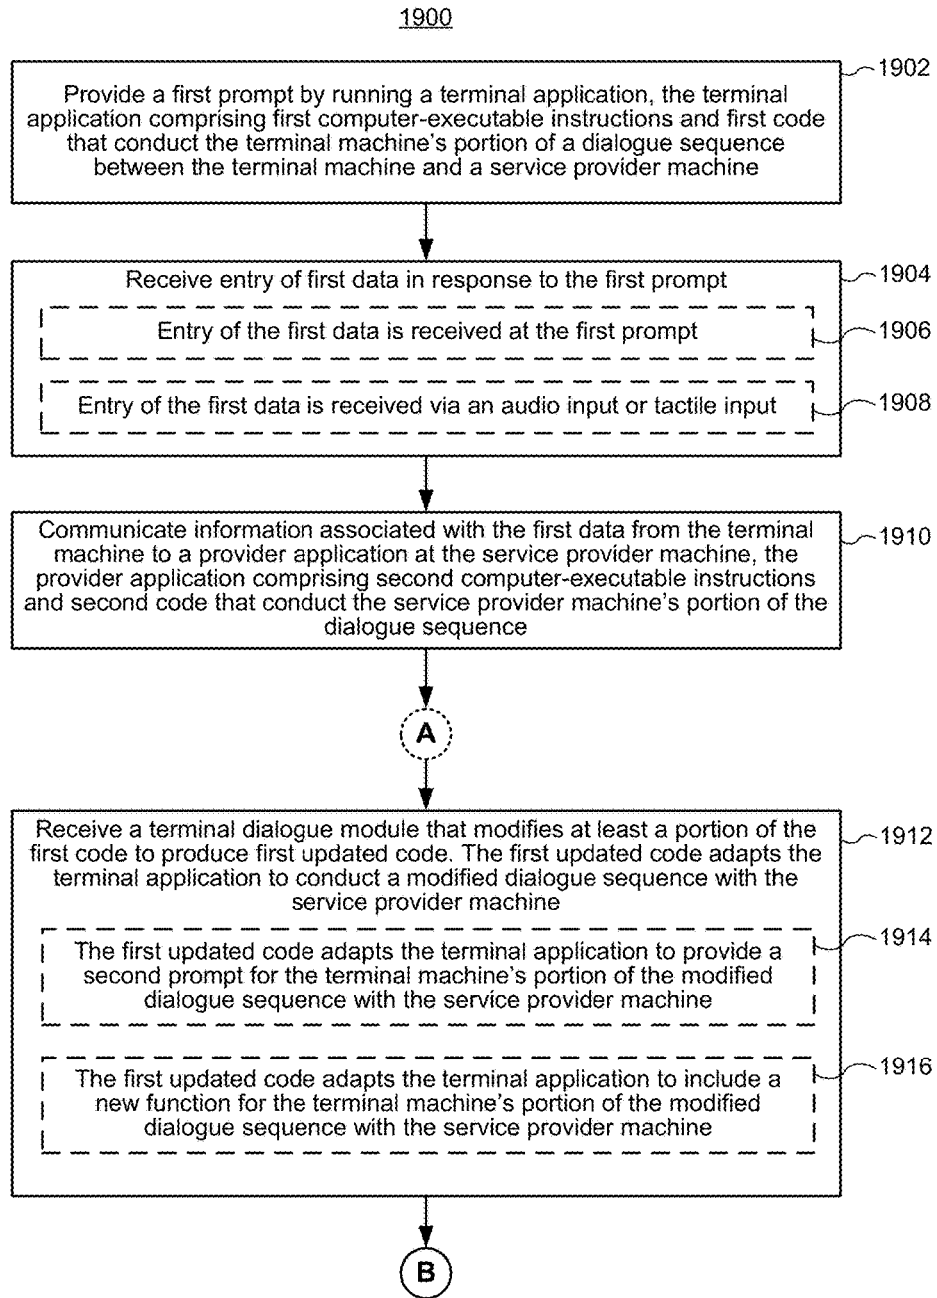 1900
1902
Provide a first prompt by running a terminal application, the terminal
application comprising first computer-executable instructions and first code
that conduct the terminal machine's portion of a dialogue sequence
between the terminal machine and a service provider machine
1904
Receive entry of first data in response to the first prompt
1906
Entry of the first data is received at the first prompt
1908
Entry of the first data is received via an audio input or tactile input
1910
Communicate information associated with the first data from the terminal
machine to a provider application at the service provider machine, the
provider application comprising second computer-executable instructions
and second code that conduct the service provider machine's portion of the
dialogue sequence
A
1912
Receive a terminal dialogue module that modifies at least a portion of the
first code to produce first updated code. The first updated code adapts the
terminal application to conduct a modified dialogue sequence with the
service provider machine
1914
The first updated code adapts the terminal application to provide a
second prompt for the terminal machine's portion of the modified
dialogue sequence with the service provider machine
1916
The first updated code adapts the terminal application to include a
new function for the terminal machine's portion of the modified
dialogue sequence with the service provider machine
B